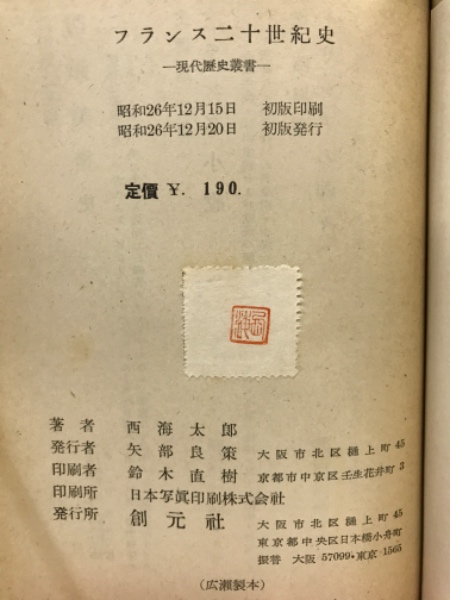 フランス二十世紀史
―現代歴史叢書―
昭和26年12月15日 初版印刷
昭和26年12月20日 初版発行
定價 ¥. 190.
著者 西海太郎
発行者 矢部良策 大阪市北区樋上町45
印刷者 鈴木直樹 京都市中京区壬生花井町3
印刷所 日本写眞印刷株式会社
発行所 創元社 大阪市北区樋上町45
東京都中央区日本橋小舟町
振替 大阪 57099・東京 1565
(広瀬製本)